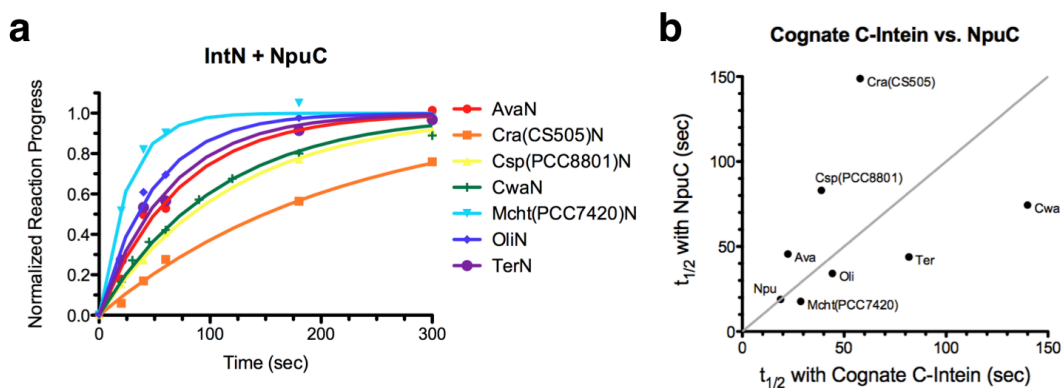 a
IntN + NpuC
Normalized Reaction Progress
1.0
0.8
0.6
0.4
0.2
0.0
0
100
200
300
Time (sec)
AvaN
Cra(CS505)N
Csp(PCC8801)N
CwaN
Mcht(PCC7420)N
OliN
TerN
b
Cognate C-Intein vs. NpuC
t1/2 with NpuC (sec)
150
100
50
0
0
50
100
150
Cra(CS505)
Csp(PCC8801)
Cwa
Ava
Ter
Oli
Npu
Mcht(PCC7420)
t1/2 with Cognate C-Intein (sec)